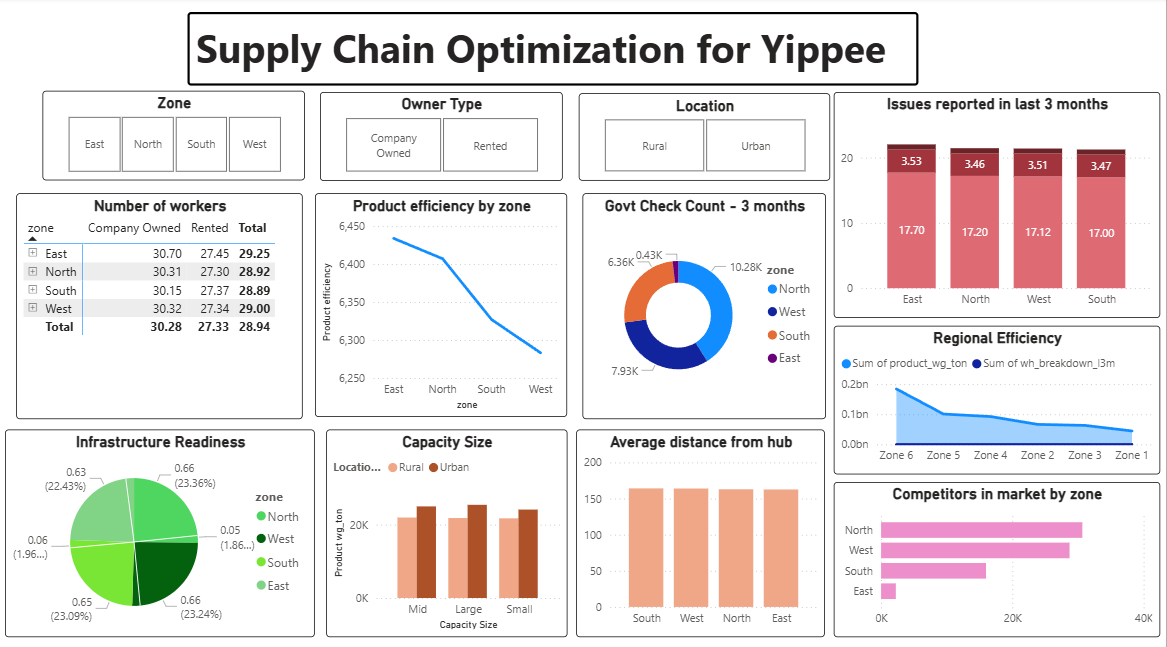 Supply Chain Optimization for Yippee
Zone
East North South West
Owner Type
Company Owned Rented
Location
Rural Urban
Issues reported in last 3 months
20
10
0
3.53 3.46 3.51 3.47
17.70 17.20 17.12 17.00
East North West South
Number of workers
zone Company Owned Rented Total
East 30.70 27.45 29.25
North 30.31 27.30 28.92
South 30.15 27.37 28.89
West 30.32 27.34 29.00
Total 30.28 27.33 28.94
Product efficiency by zone
Product efficiency
6,450
6,400
6,350
6,300
6,250
East North South West
zone
Govt Check Count - 3 months
0.43K
6.36K
10.28K
7.93K
zone
North
West
South
East
Regional Efficiency
Sum of product_wg_ton Sum of wh_breakdown_l3m
0.2bn
0.1bn
0.0bn
Zone 6 Zone 5 Zone 4 Zone 2 Zone 3 Zone 1
Infrastructure Readiness
0.63
(22.43%)
0.66
(23.36%)
0.05
(1.86...)
0.06
(1.96...)
0.65
(23.09%)
0.66
(23.24%)
zone
North
West
South
East
Capacity Size
Locatio... Rural Urban
Product wg_ton
20K
0K
Mid Large Small
Capacity Size
Average distance from hub
200
150
100
50
0
South West North East
Competitors in market by zone
North
West
South
East
0K 20K 40K